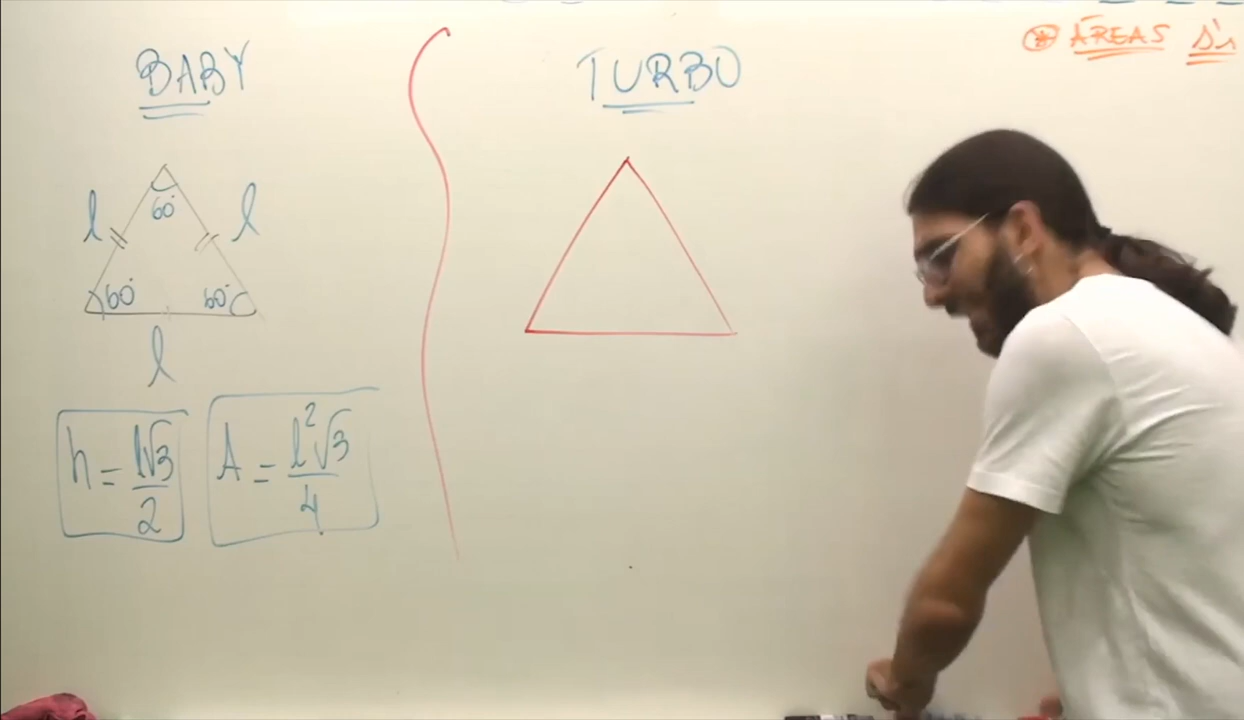 BABY
l
l
60°
60°
60°
l
h = l√3/2
A = l²√3/4
TURBO
⊛ ÁREAS Δ's